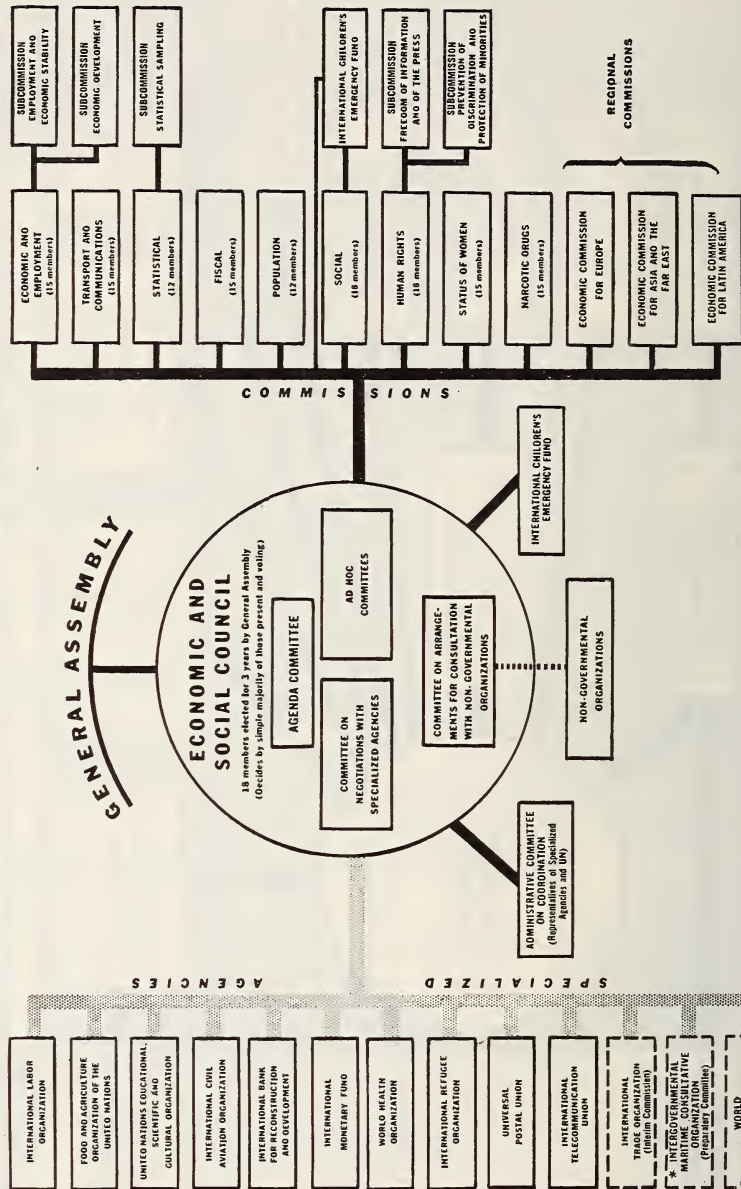 GENERAL ASSEMBLY
ECONOMIC AND
SOCIAL COUNCIL
18 members elected for 3 years by General Assembly
(Decides by simple majority of those present and voting)
AGENDA COMMITTEE
COMMITTEE ON
NEGOTIATIONS WITH
SPECIALIZED AGENCIES
AD HOC
COMMITTEES
COMMITTEE ON ARRANGE-
MENTS FOR CONSULTATION
WITH NON-GOVERNMENTAL
ORGANIZATIONS
ADMINISTRATIVE COMMITTEE
ON COORDINATION
(Representatives of Specialized
Agencies and UN)
NON-GOVERNMENTAL
ORGANIZATIONS
INTERNATIONAL CHILDREN'S
EMERGENCY FUND
SPECIALIZED AGENCIES
INTERNATIONAL LABOR
ORGANIZATION
FOOD AND AGRICULTURE
ORGANIZATION OF THE
UNITED NATIONS
UNITED NATIONS EDUCATIONAL,
SCIENTIFIC AND
CULTURAL ORGANIZATION
INTERNATIONAL CIVIL
AVIATION ORGANIZATION
INTERNATIONAL BANK
FOR RECONSTRUCTION
AND DEVELOPMENT
INTERNATIONAL
MONETARY FUND
WORLD HEALTH
ORGANIZATION
INTERNATIONAL REFUGEE
ORGANIZATION
UNIVERSAL
POSTAL UNION
INTERNATIONAL
TELECOMMUNICATION
UNION
INTERNATIONAL
TRADE ORGANIZATION
(Interim Commission)
* INTERGOVERNMENTAL
MARITIME CONSULTATIVE
ORGANIZATION
(Preparatory Committee)
WORLD
COMMISSIONS
ECONOMIC AND
EMPLOYMENT
(15 members)
TRANSPORT AND
COMMUNICATIONS
(15 members)
STATISTICAL
(12 members)
FISCAL
(15 members)
POPULATION
(12 members)
SOCIAL
(18 members)
HUMAN RIGHTS
(18 members)
STATUS OF WOMEN
(15 members)
NARCOTIC DRUGS
(15 members)
ECONOMIC COMMISSION
FOR EUROPE
ECONOMIC COMMISSION
FOR ASIA AND THE
FAR EAST
ECONOMIC COMMISSION
FOR LATIN AMERICA
SUBCOMMISSION
EMPLOYMENT AND
ECONOMIC STABILITY
SUBCOMMISSION
ECONOMIC DEVELOPMENT
SUBCOMMISSION
STATISTICAL SAMPLING
INTERNATIONAL CHILDREN'S
EMERGENCY FUND
SUBCOMMISSION
FREEDOM OF INFORMATION
AND OF THE PRESS
SUBCOMMISSION
PREVENTION OF
DISCRIMINATION AND
PROTECTION OF MINORITIES
REGIONAL
COMMISSIONS